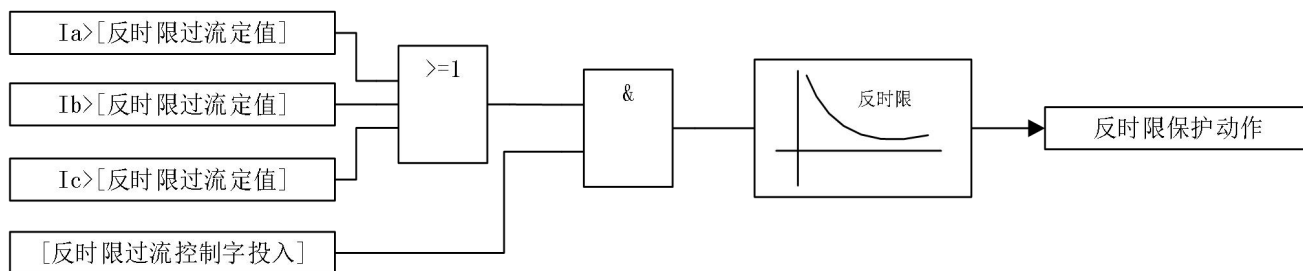 Ia>[反时限过流定值]
Ib>[反时限过流定值]
Ic>[反时限过流定值]
[反时限过流控制字投入]
>=1
&
反时限
反时限保护动作